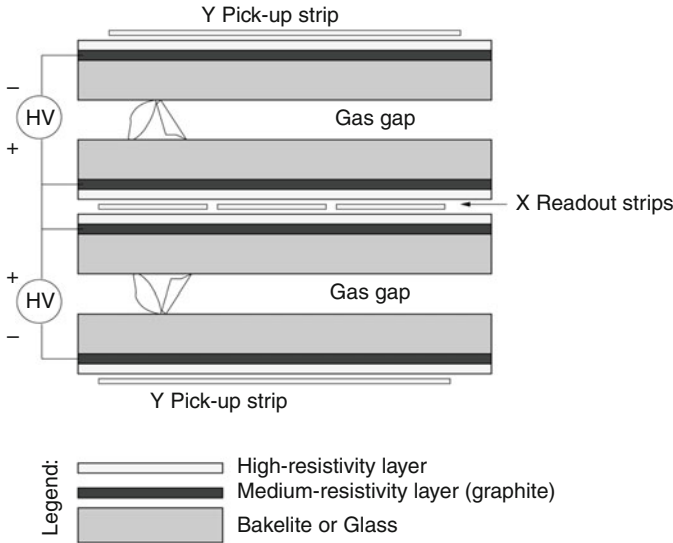 Y Pick-up strip
–
HV
Gas gap
+
X Readout strips
+
HV
Gas gap
–
Y Pick-up strip
Legend:
High-resistivity layer
Medium-resistivity layer (graphite)
Bakelite or Glass